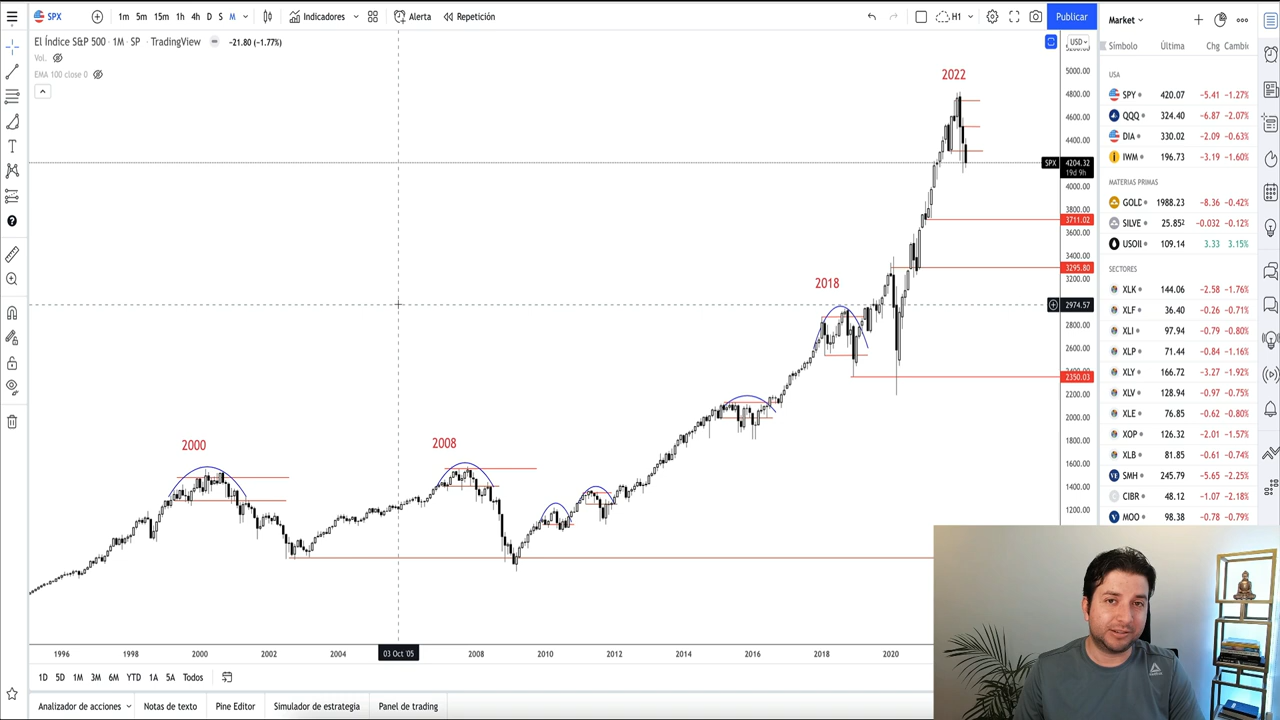 SPX
1m 5m 15m 1h 4h D S M
Indicadores
Alerta
Repetición
H1
Publicar
El Índice S&P 500 · 1M · SP · TradingView
-21.80 (-1.77%)
Vol.
EMA 100 close 0
USD
5000.00
4800.00
4600.00
4400.00
SPX 4204.32
19d 9h
4000.00
3800.00
3711.02
3600.00
3400.00
3295.80
3200.00
2974.57
2800.00
2600.00
2350.03
2200.00
2000.00
1800.00
1600.00
1400.00
1200.00
2022
2018
2008
2000
1996 2000 2002 2004 03 Oct '05 2008 2010 2012 2014 2016 2018 2020
1D 5D 1M 3M 6M YTD 1A 5A Todos
Analizador de acciones
Notas de texto
Pine Editor
Simulador de estrategia
Panel de trading
Market
Símbolo Última Chg Cambic
USA
SPY 420.07 -5.41 -1.27%
QQQ 324.40 -6.87 -2.07%
DIA 330.02 -2.09 -0.63%
IWM 196.73 -3.19 -1.60%
MATERIAS PRIMAS
GOLD 1988.23 -8.36 -0.42%
SILVE 25.852 -0.032 -0.12%
USOIL 109.14 3.33 3.15%
SECTORES
XLK 144.06 -2.58 -1.76%
XLF 36.40 -0.26 -0.71%
XLI 97.94 -0.79 -0.80%
XLP 71.44 -0.84 -1.16%
XLY 166.72 -3.27 -1.92%
XLV 128.94 -0.97 -0.75%
XLE 76.85 -0.62 -0.80%
XOP 126.32 -2.01 -1.57%
XLB 81.85 -0.61 -0.74%
SMH 245.79 -5.65 -2.25%
CIBR 48.12 -1.07 -2.18%
MOO 98.38 -0.78 -0.79%